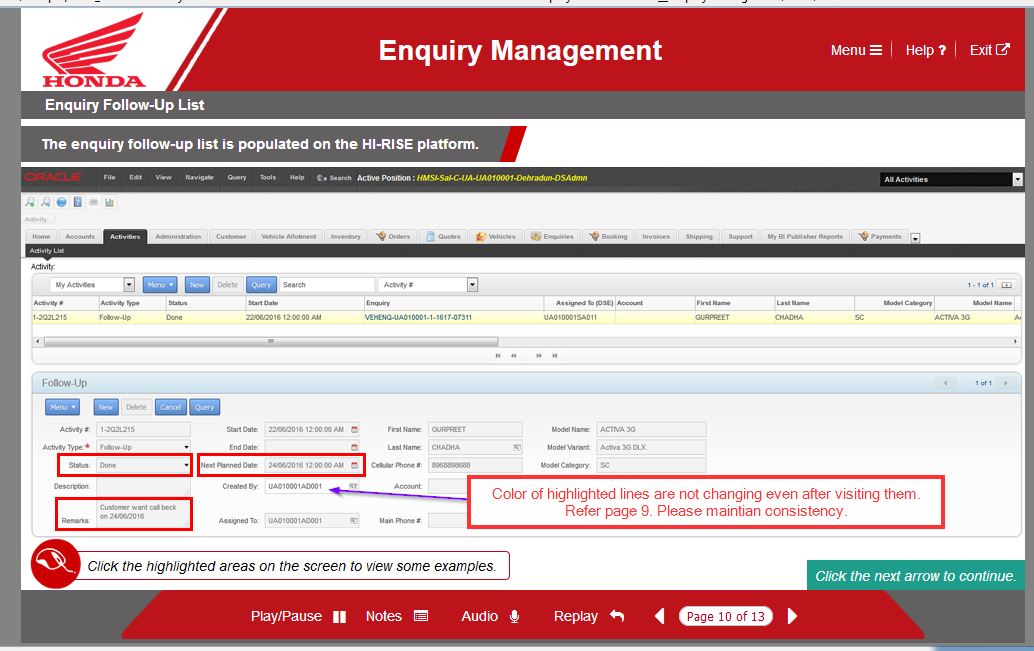 HONDA
Enquiry Management
Menu Help ? Exit
Enquiry Follow-Up List
The enquiry follow-up list is populated on the HI-RISE platform.
ORACLE File Edit View Navigate Query Tools Help Search Active Position : HMSI-Sal-C-UA-UA010001-Dehradun-DSAdmn All Activities
Activity:
Home Accounts Activities Administration Customer Vehicle Allotment Inventory Orders Quotes Vehicles Enquiries Booking Invoices Shipping Support My BI Publisher Reports Payments
Activity List
Activity:
My Activities Menu New Delete Query Search Activity # 1 - 1 of 1
Activity # Activity Type Status Start Date Enquiry Assigned To (DSE) Account First Name Last Name Model Category Model Name
1-2Q2L215 Follow-Up Done 22/06/2016 12:00:00 AM VEHENQ-UA010001-1-1617-07311 UA010001SA011 GURPREET CHADHA SC ACTIVA 3G
Follow-Up 1 of 1
Menu New Delete Cancel Query
Activity #: 1-2Q2L215 Start Date: 22/06/2016 12:00:00 AM First Name: GURPREET Model Name: ACTIVA 3G
Activity Type:* Follow-Up End Date: Last Name: CHADHA Model Variant: Activa 3G DLX
Status: Done Next Planned Date: 24/06/2016 12:00:00 AM Cellular Phone #: 8968898688 Model Category: SC
Description: Created By: UA010001AD001 Account:
Color of highlighted lines are not changing even after visiting them.
Refer page 9. Please maintian consistency.
Customer want call beck
on 24/06/2016
Remarks: Assigned To: UA010001AD001 Main Phone #:
Click the highlighted areas on the screen to view some examples.
Click the next arrow to continue.
Play/Pause Notes Audio Replay Page 10 of 13